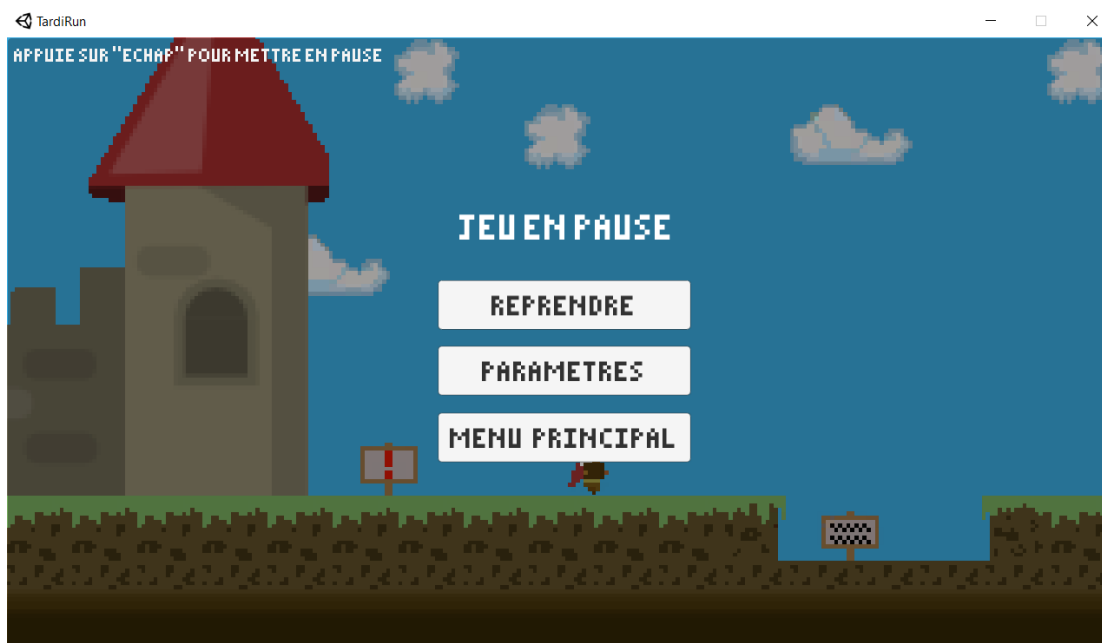 TardiRun
APPUIE SUR "ECHAP" POUR METTRE EN PAUSE
JEU EN PAUSE
REPRENDRE
PARAMETRES
MENU PRINCIPAL
!